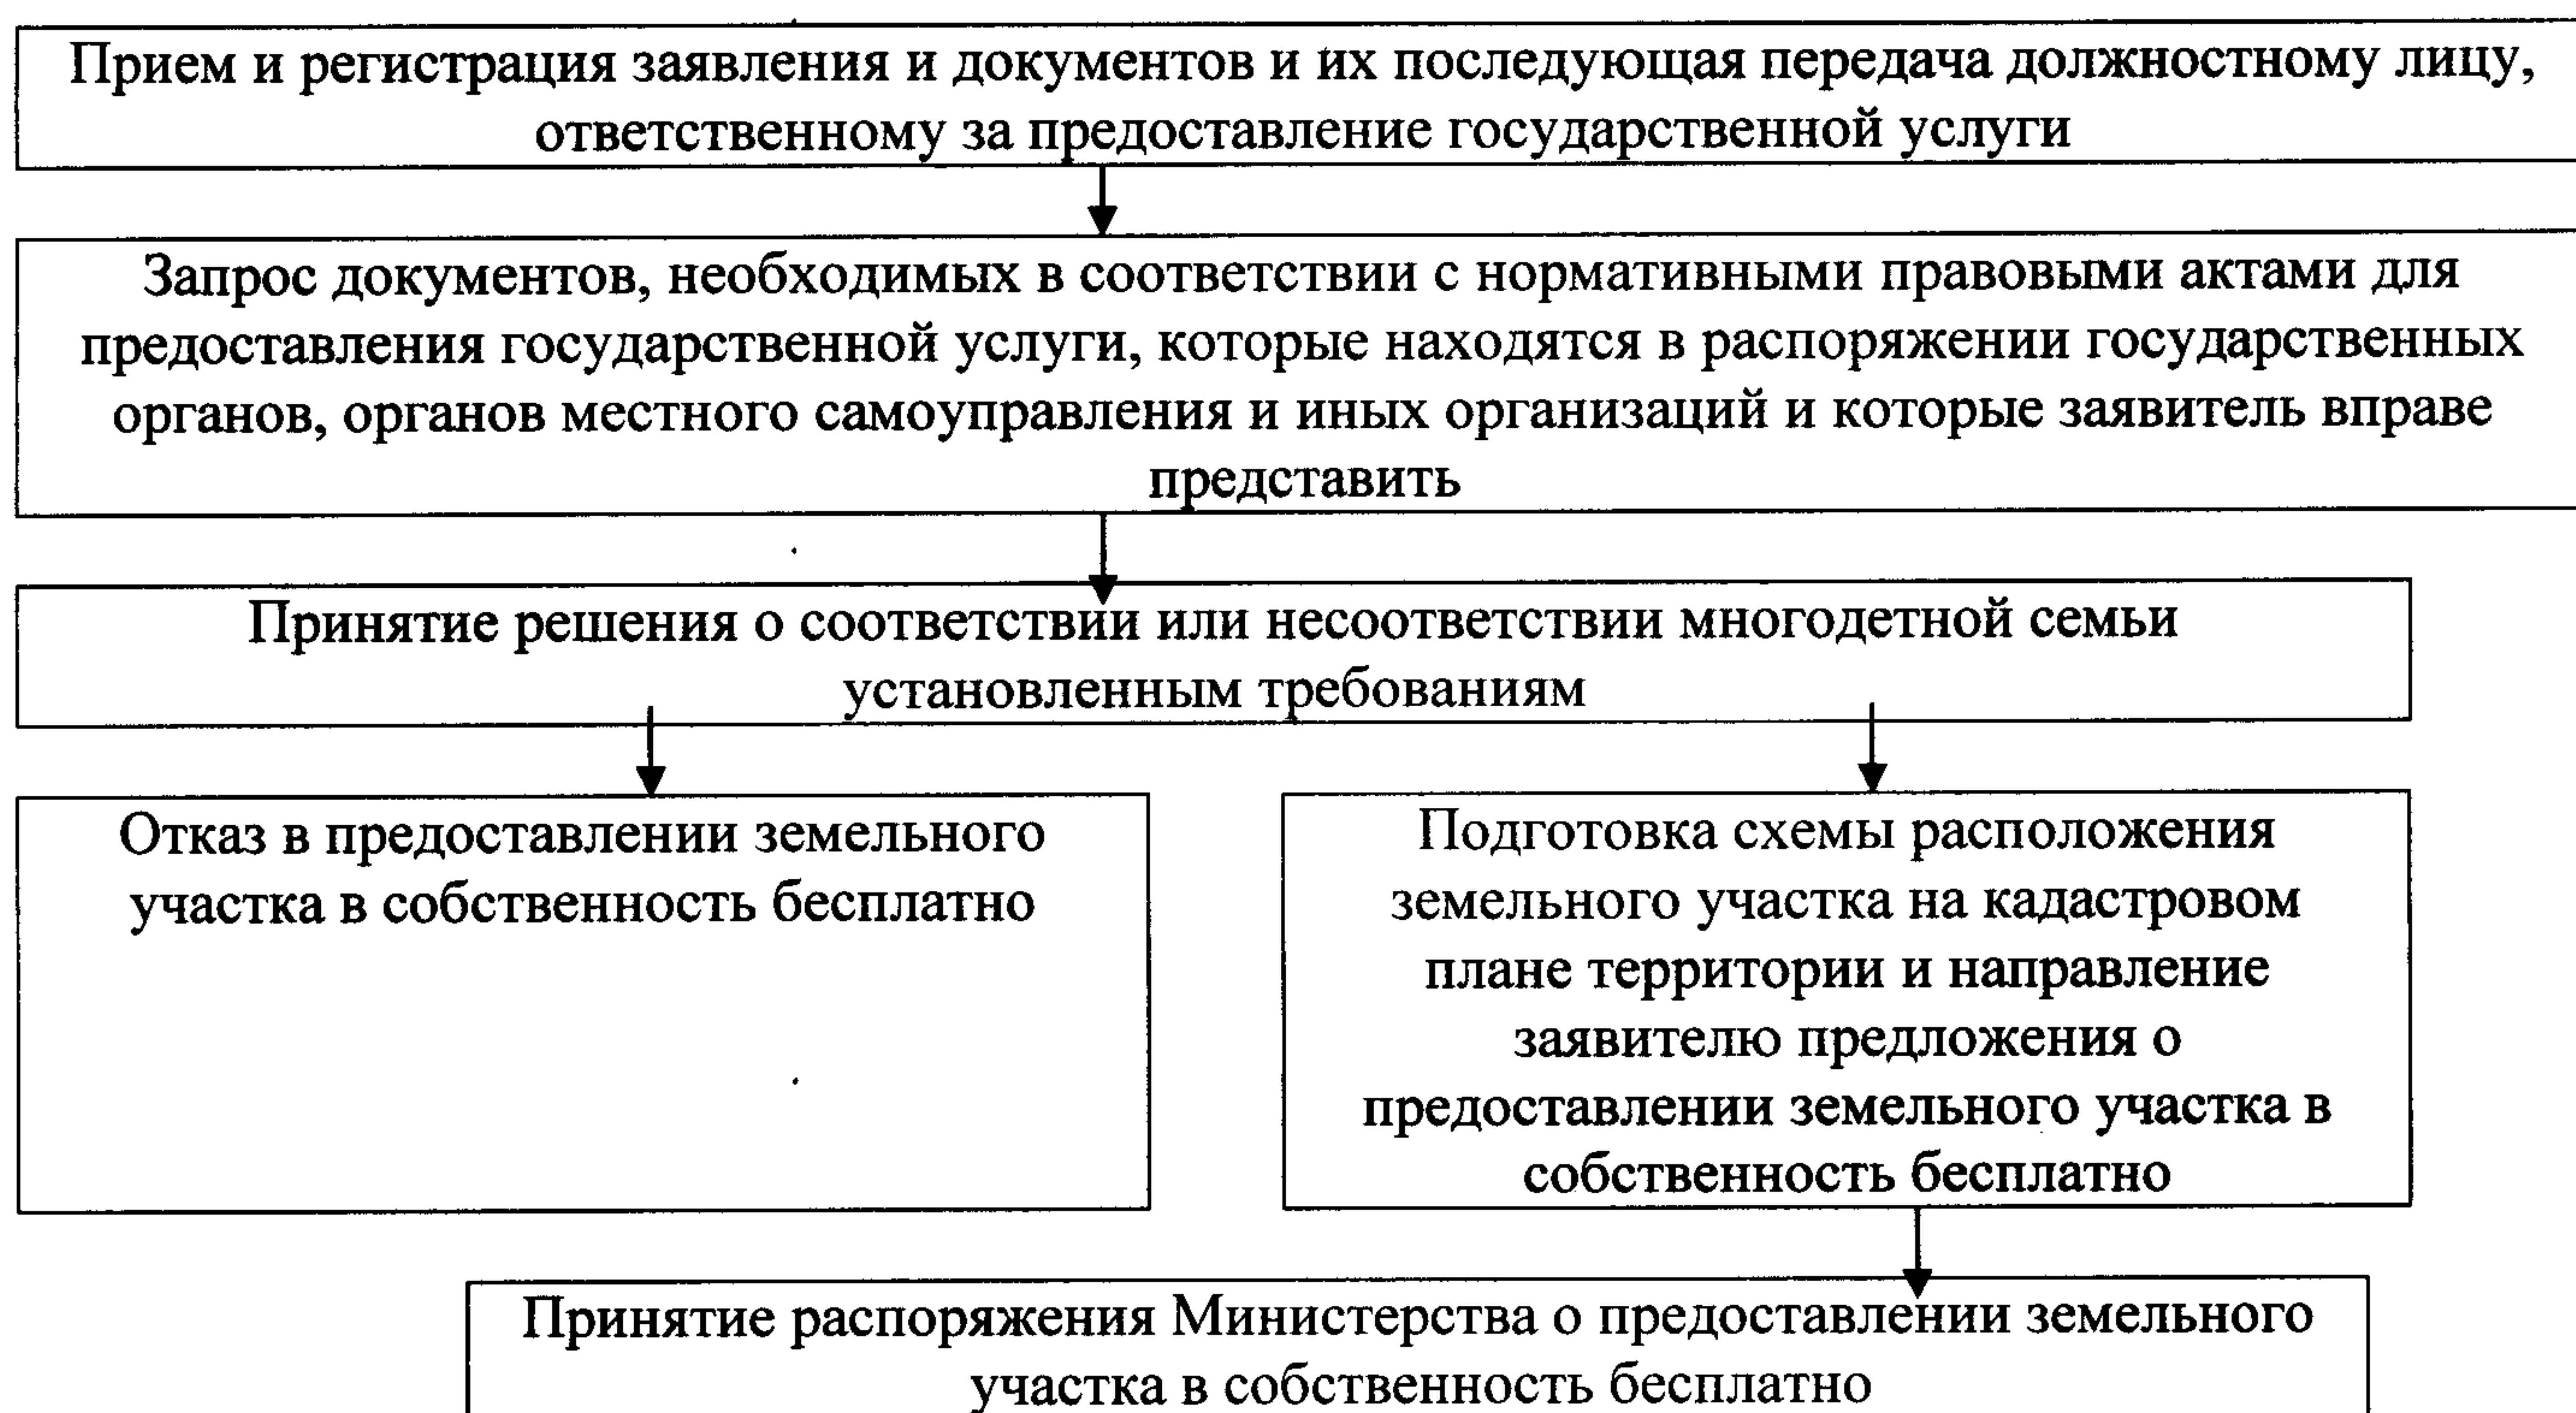 Прием и регистрация заявления и документов и их последующая передача должностному лицу,
ответственному за предоставление государственной услуги
Запрос документов, необходимых в соответствии с нормативными правовыми актами для
предоставления государственной услуги, которые находятся в распоряжении государственных
органов, органов местного самоуправления и иных организаций и которые заявитель вправе
представить
Принятие решения о соответствии или несоответствии многодетной семьи
установленным требованиям
Отказ в предоставлении земельного
участка в собственность бесплатно
Подготовка схемы расположения
земельного участка на кадастровом
плане территории и направление
заявителю предложения о
предоставлении земельного участка в
собственность бесплатно
Принятие распоряжения Министерства о предоставлении земельного
участка в собственность бесплатно